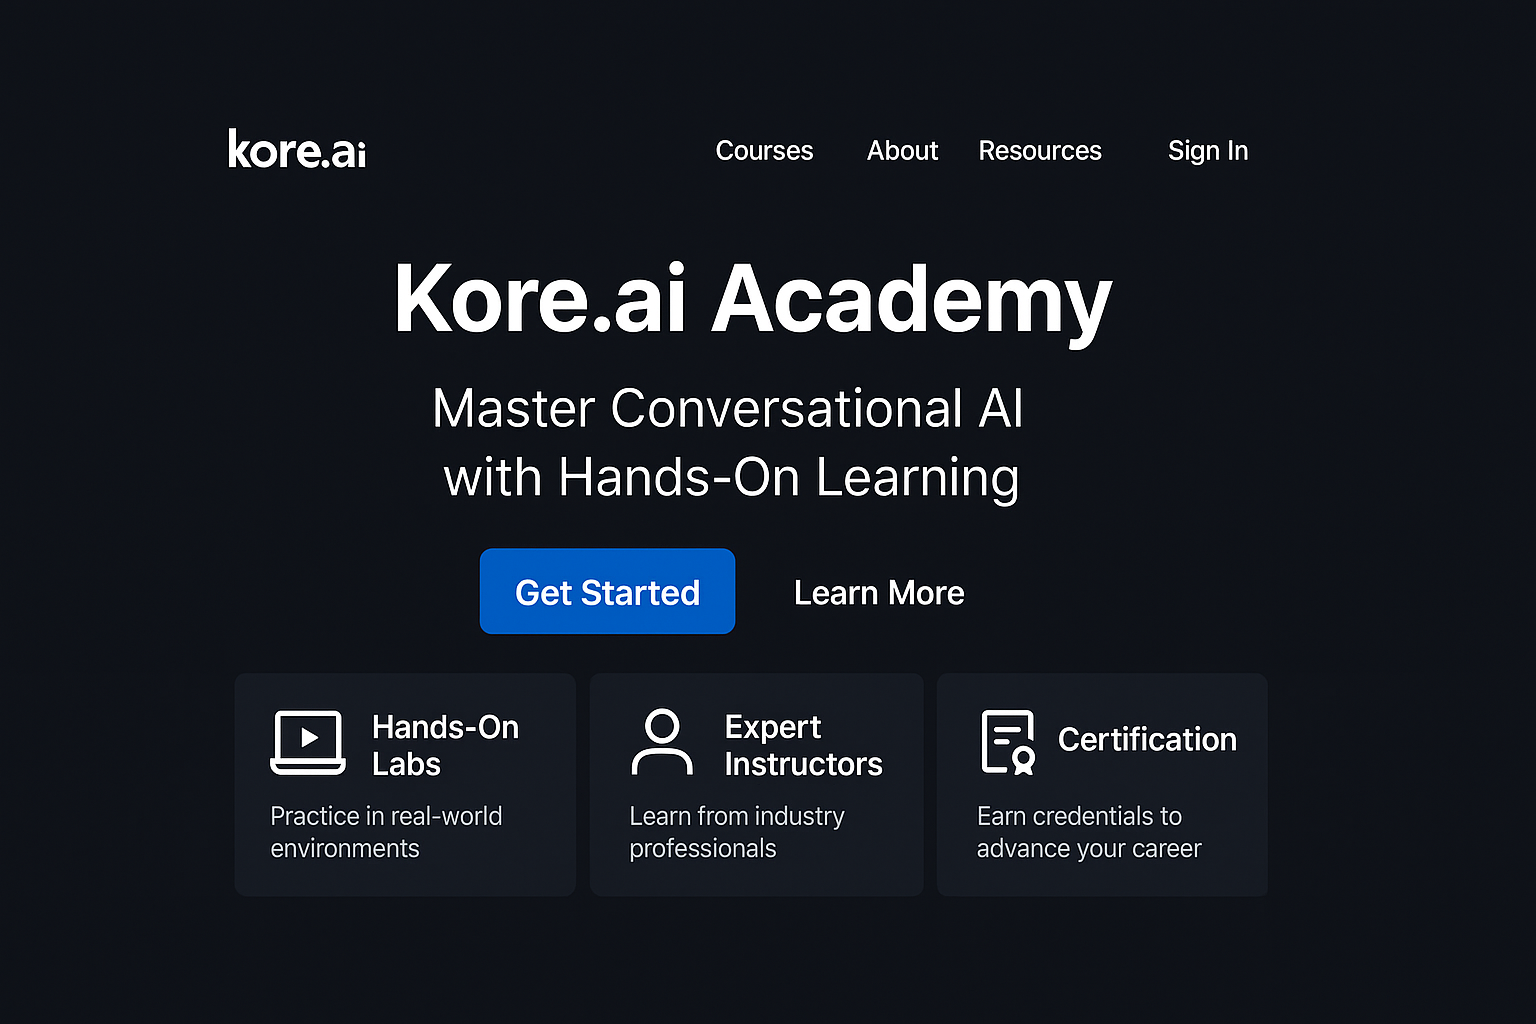 kore.ai
Courses About Resources Sign In
Kore.ai Academy
Master Conversational AI
with Hands-On Learning
Get Started Learn More
Hands-On
Labs
Practice in real-world
environments
Expert
Instructors
Learn from industry
professionals
Certification
Earn credentials to
advance your career